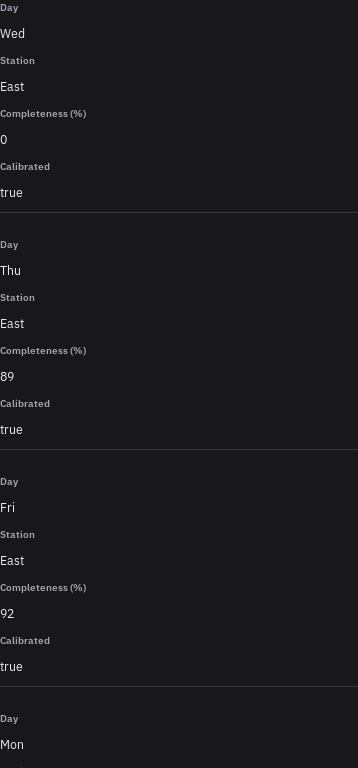 Day
Wed
Station
East
Completeness (%)
0
Calibrated
true
Day
Thu
Station
East
Completeness (%)
89
Calibrated
true
Day
Fri
Station
East
Completeness (%)
92
Calibrated
true
Day
Mon